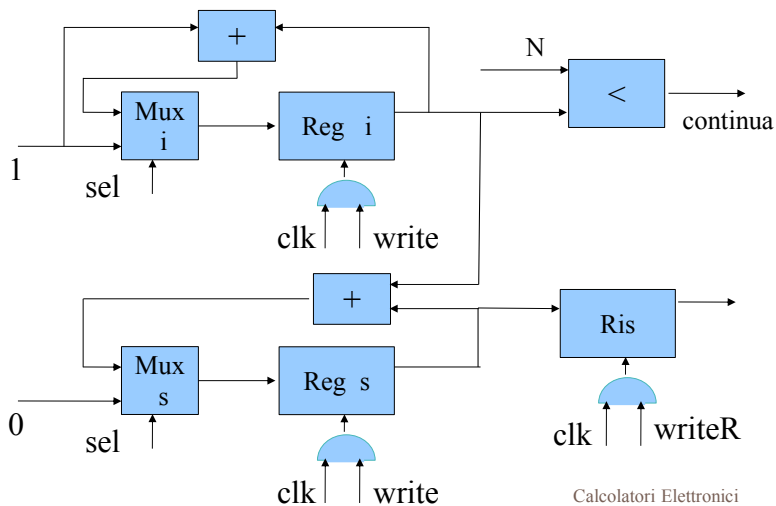 +
N
Mux
i
Reg i
<
continua
1
sel
clk
write
+
Mux
s
Reg s
Ris
0
sel
clk
writeR
clk
write
Calcolatori Elettronici